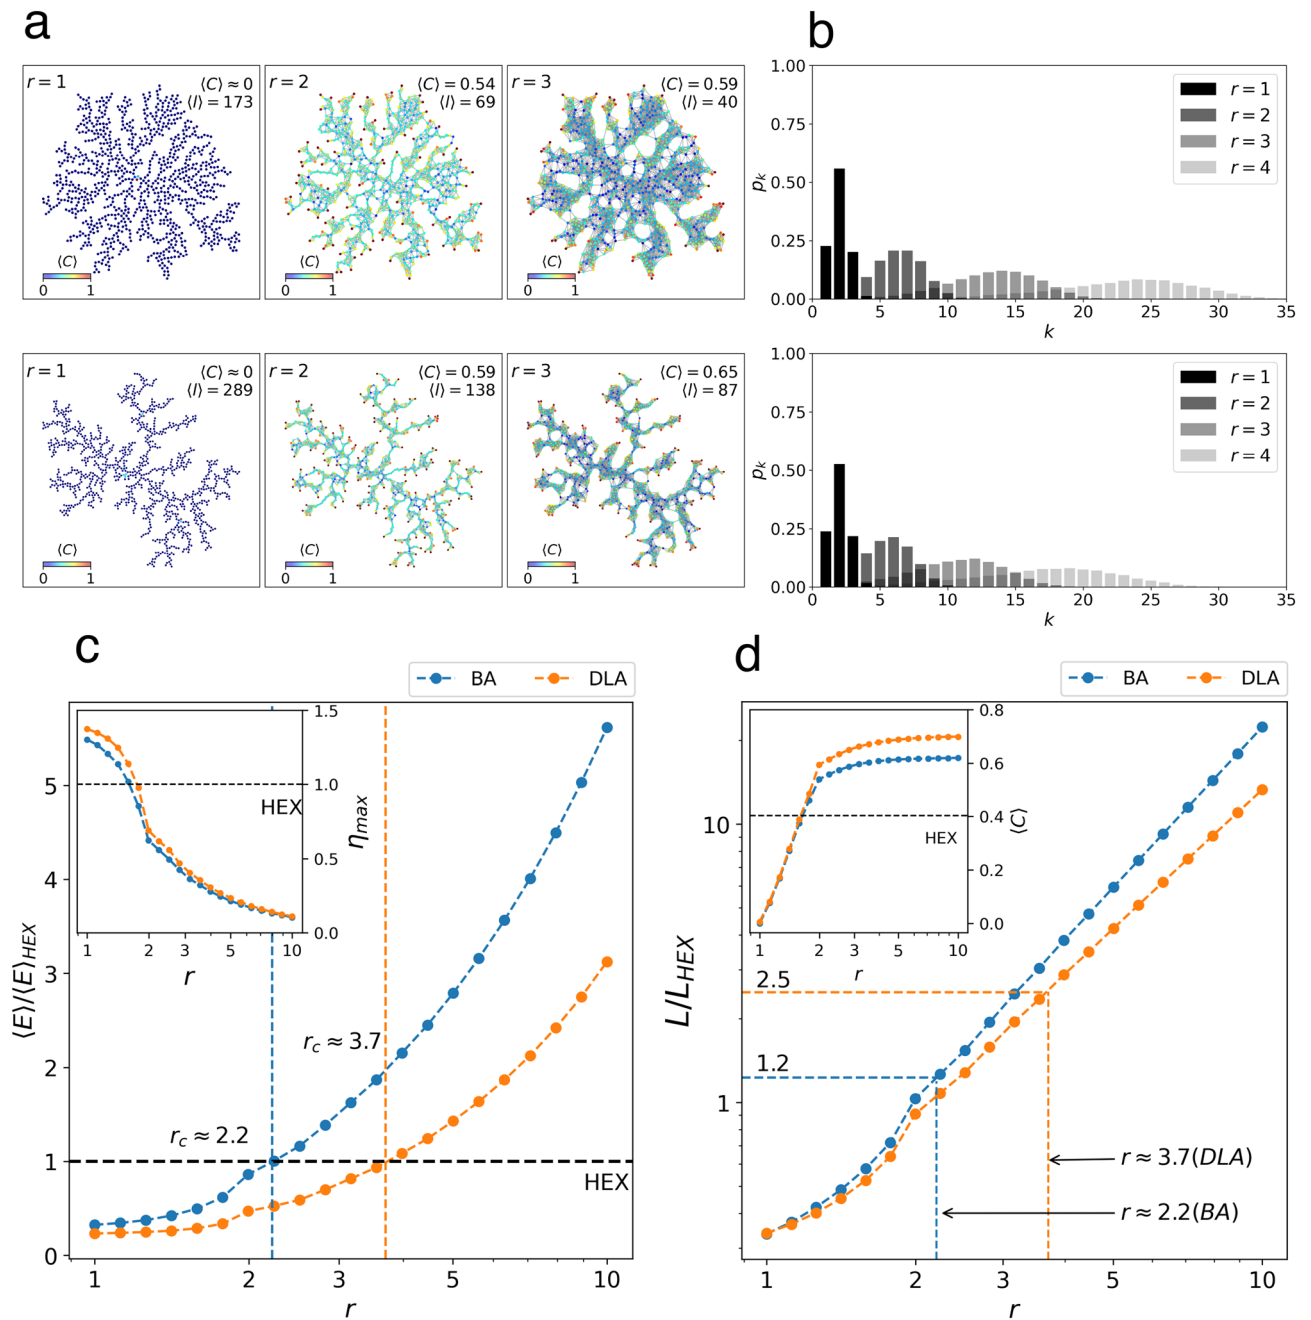 a
r = 1
⟨C⟩ ≈ 0
⟨l⟩ = 173
⟨C⟩
0 1
r = 2
⟨C⟩ = 0.54
⟨l⟩ = 69
⟨C⟩
0 1
r = 3
⟨C⟩ = 0.59
⟨l⟩ = 40
⟨C⟩
0 1
r = 1
⟨C⟩ ≈ 0
⟨l⟩ = 289
⟨C⟩
0 1
r = 2
⟨C⟩ = 0.59
⟨l⟩ = 138
⟨C⟩
0 1
r = 3
⟨C⟩ = 0.65
⟨l⟩ = 87
⟨C⟩
0 1
b
1.00
0.75
0.50
0.25
0.00
p_k
r = 1
r = 2
r = 3
r = 4
0 5 10 15 20 25 30 35
k
1.00
0.75
0.50
0.25
0.00
p_k
r = 1
r = 2
r = 3
r = 4
0 5 10 15 20 25 30 35
k
c
BA DLA
5
4
3
2
1
0
⟨E⟩/⟨E⟩_HEX
1.5
1.0
0.5
0.0
η_max
HEX
1 2 3 5 10
r
r_c ≈ 3.7
r_c ≈ 2.2
HEX
1 2 3 5 10
r
d
BA DLA
10
1
L/L_HEX
0.8
0.6
0.4
0.2
0.0
⟨C⟩
HEX
1 2 3 5 10
r
2.5
1.2
r ≈ 3.7(DLA)
r ≈ 2.2(BA)
1 2 3 5 10
r